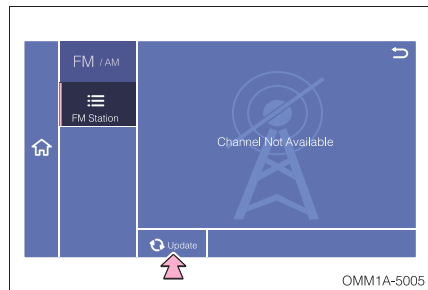 FM / AM
FM Station
Channel Not Available
Update
OMM1A-5005